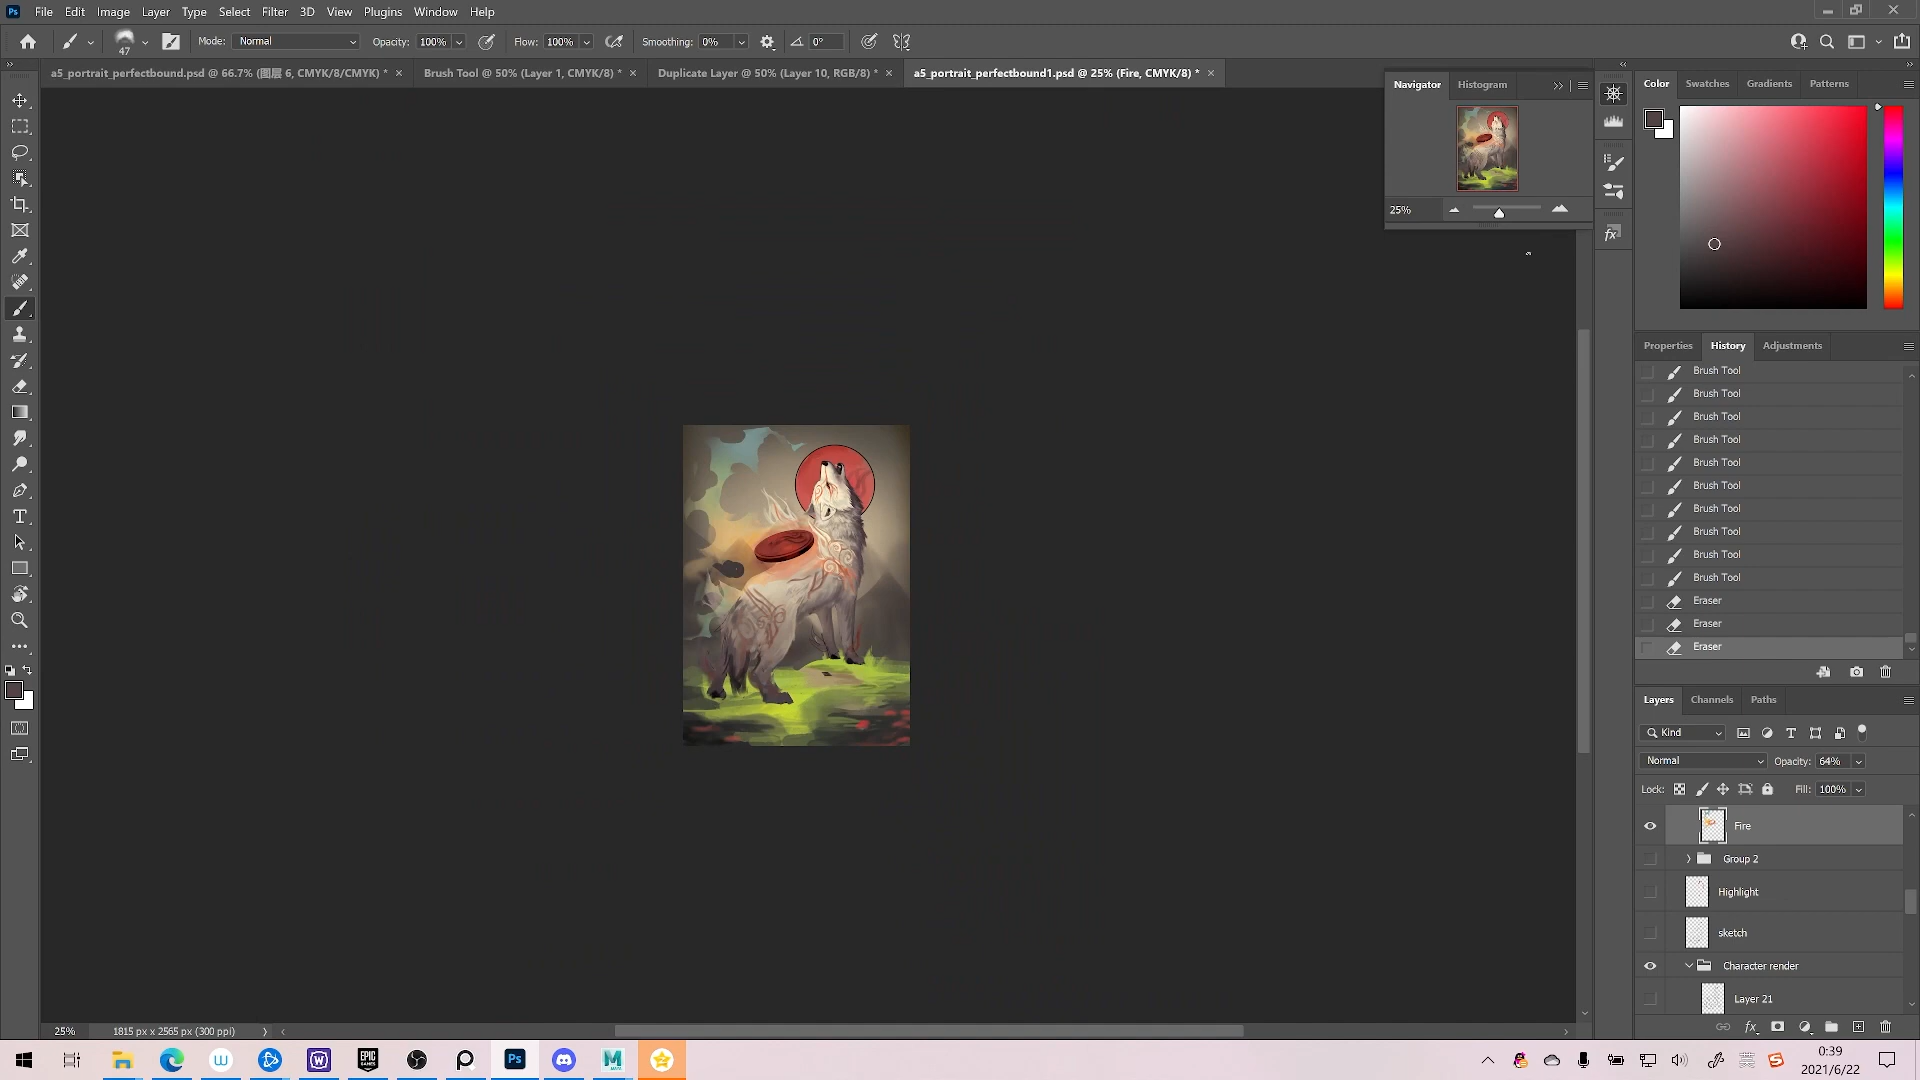 Ps File Edit Image Layer Type Select Filter 3D View Plugins Window Help
47 Mode: Normal Opacity: 100% Flow: 100% Smoothing: 0% 0°
a5_portrait_perfectbound.psd @ 66.7% (图层 6, CMYK/8/CMYK) * × Brush Tool @ 50% (Layer 1, CMYK/8) * × Duplicate Layer @ 50% (Layer 10, RGB/8) * × a5_portrait_perfectbound1.psd @ 25% (Fire, CMYK/8) * ×
Navigator Histogram
25%
Color Swatches Gradients Patterns
Properties History Adjustments
Brush Tool
Brush Tool
Brush Tool
Brush Tool
Brush Tool
Brush Tool
Brush Tool
Brush Tool
Brush Tool
Brush Tool
Eraser
Eraser
Eraser
Layers Channels Paths
Kind
Normal Opacity: 64%
Lock: Fill: 100%
Fire
Group 2
Highlight
sketch
Character render
Layer 21
fx
25% 1815 px x 2565 px (300 ppi)
EPIC GAMES
Ps
0:39
2021/6/22